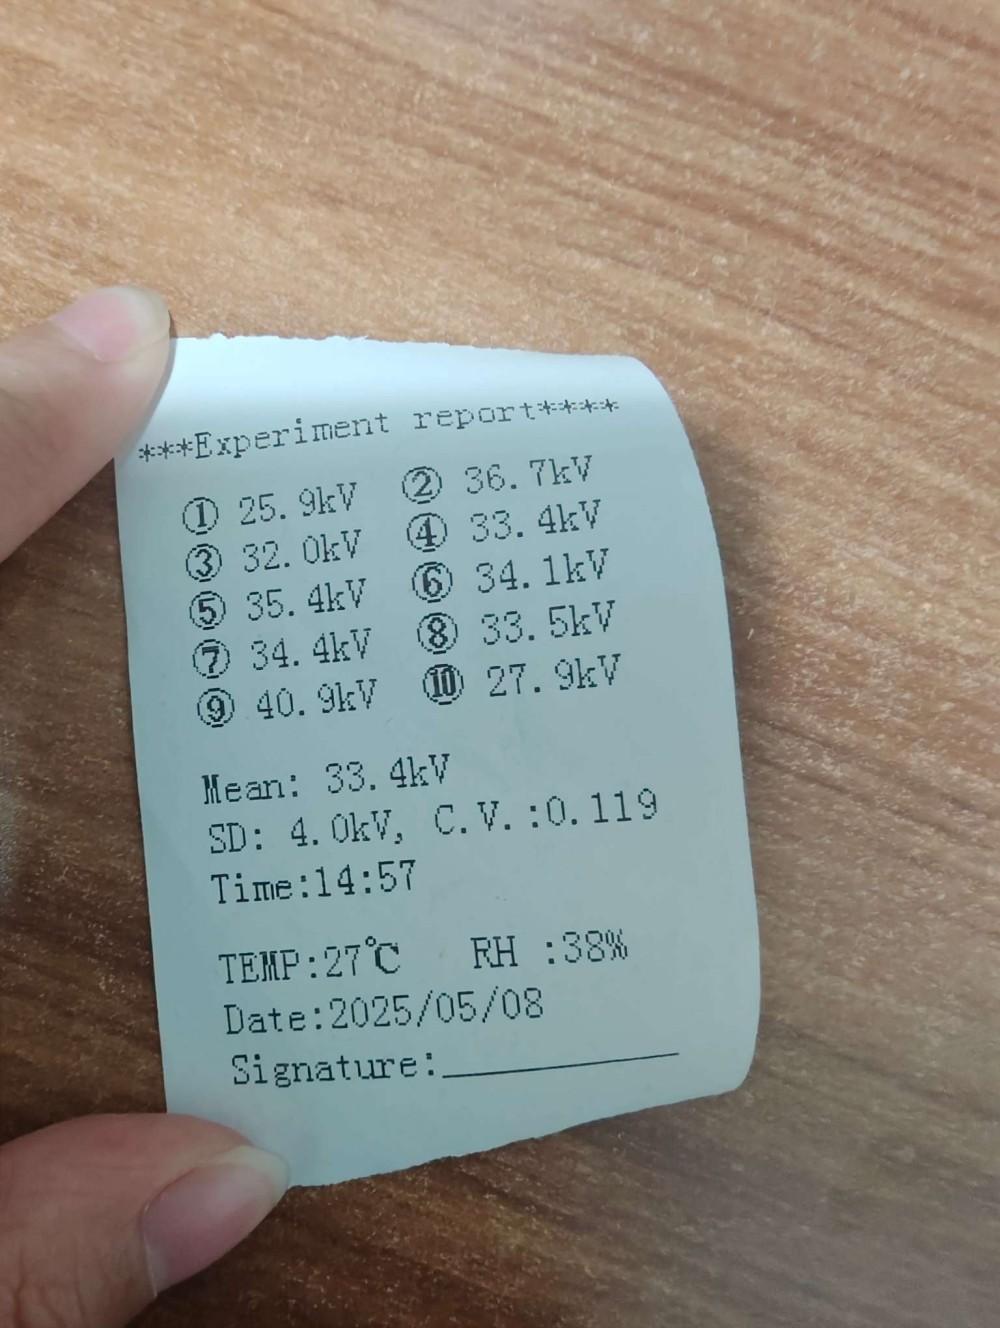 ***Experiment report****
① 25.9kV ② 36.7kV
③ 32.0kV ④ 33.4kV
⑤ 35.4kV ⑥ 34.1kV
⑦ 34.4kV ⑧ 33.5kV
⑨ 40.9kV ⑩ 27.9kV
Mean: 33.4kV
SD: 4.0kV, C.V.:0.119
Time:14:57
TEMP:27℃ RH :38%
Date:2025/05/08
Signature:__________